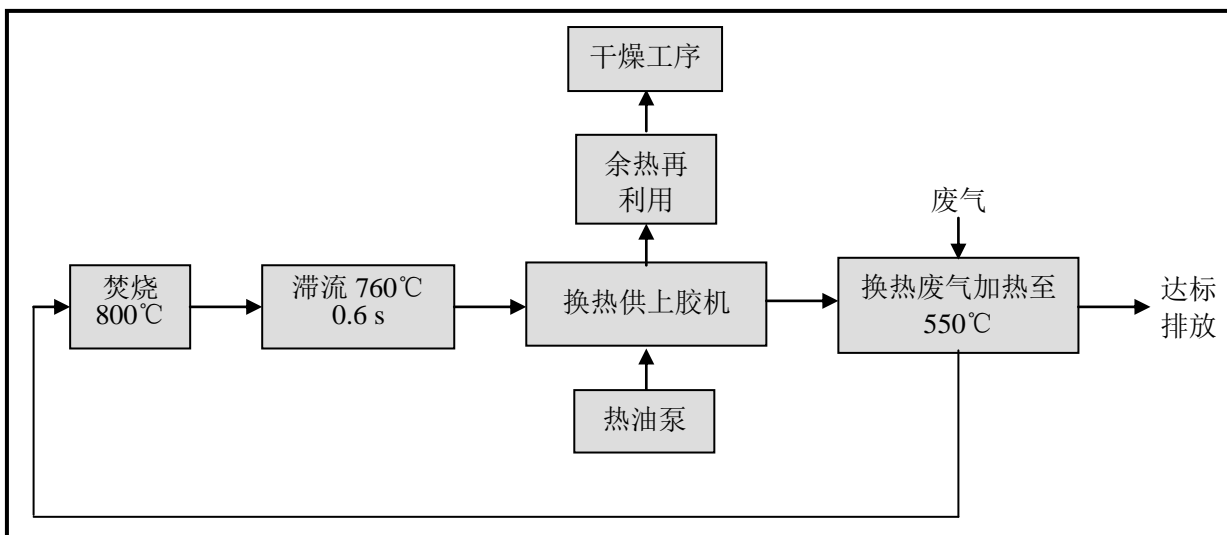 干燥工序
余热再
利用
废气
焚烧
800℃
滞流 760℃
0.6 s
换热供上胶机
换热废气加热至
550℃
达标
排放
热油泵